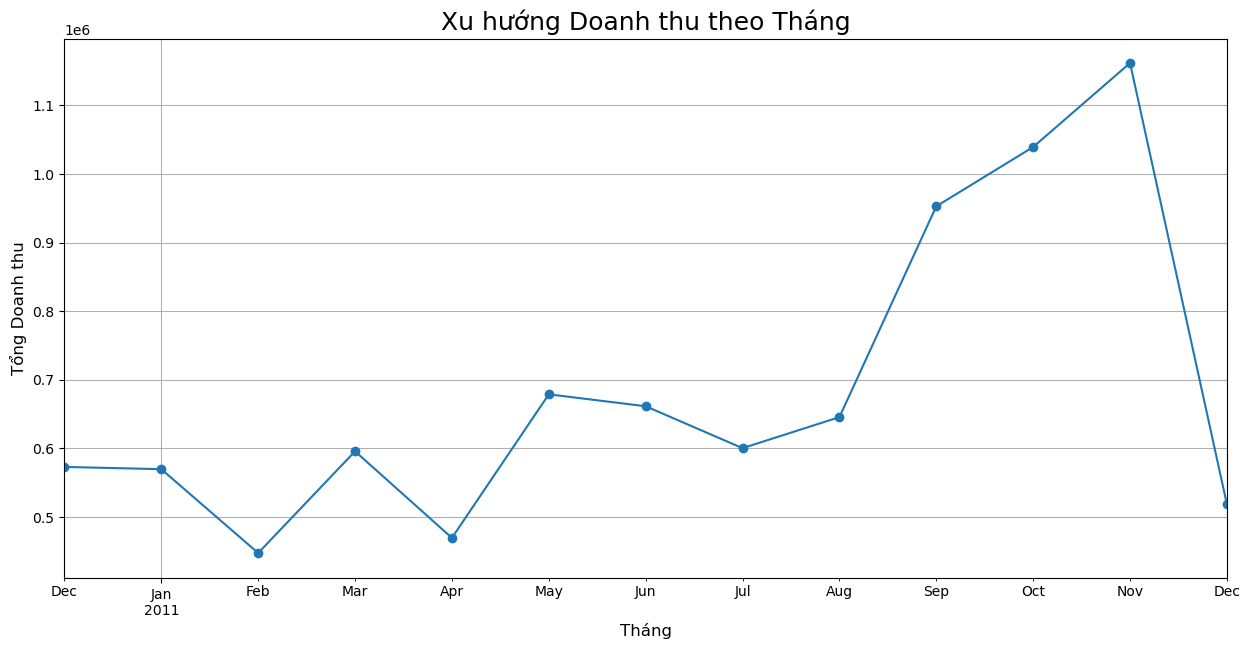 Xu hướng Doanh thu theo Tháng
1e6
1.1
1.0
0.9
0.8
0.7
0.6
0.5
Tổng Doanh thu
Dec Jan Feb Mar Apr May Jun Jul Aug Sep Oct Nov Dec
2011
Tháng